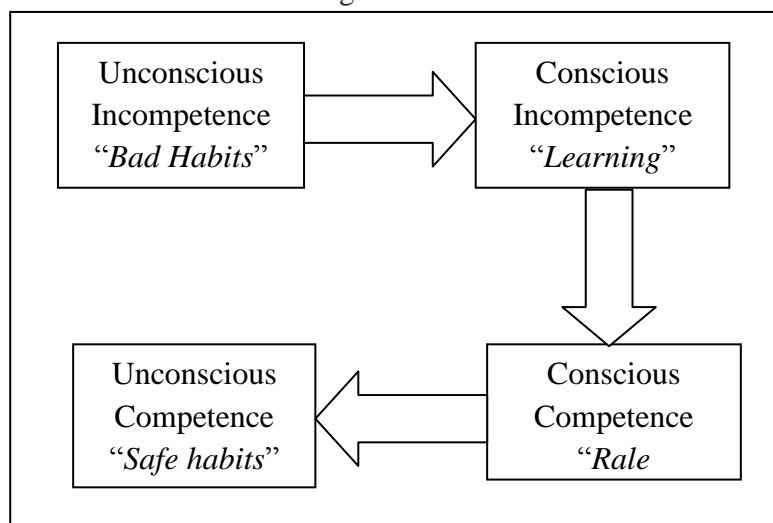 Unconscious
Incompetence
“Bad Habits”
Conscious
Incompetence
“Learning”
Conscious
Competence
“Rale
Unconscious
Competence
“Safe habits”